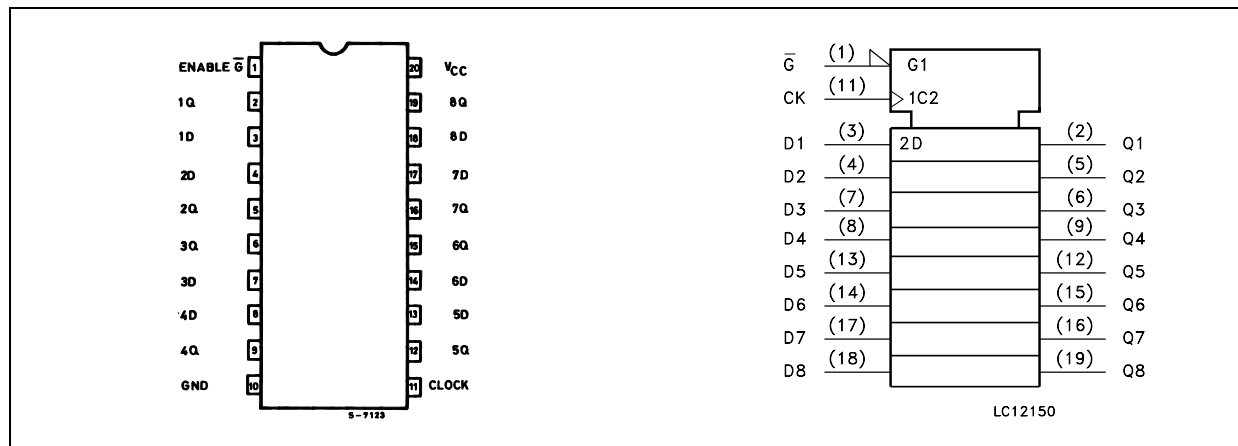 ENABLE G̅ 1 20 VCC
1Q 2 19 8Q
1D 3 18 8D
2D 4 17 7D
2Q 5 16 7Q
3Q 6 15 6Q
3D 7 14 6D
4D 8 13 5D
4Q 9 12 5Q
GND 10 11 CLOCK
S-7123
G̅ (1) G1
CK (11) 1C2
D1 (3) 2D (2) Q1
D2 (4) (5) Q2
D3 (7) (6) Q3
D4 (8) (9) Q4
D5 (13) (12) Q5
D6 (14) (15) Q6
D7 (17) (16) Q7
D8 (18) (19) Q8
LC12150